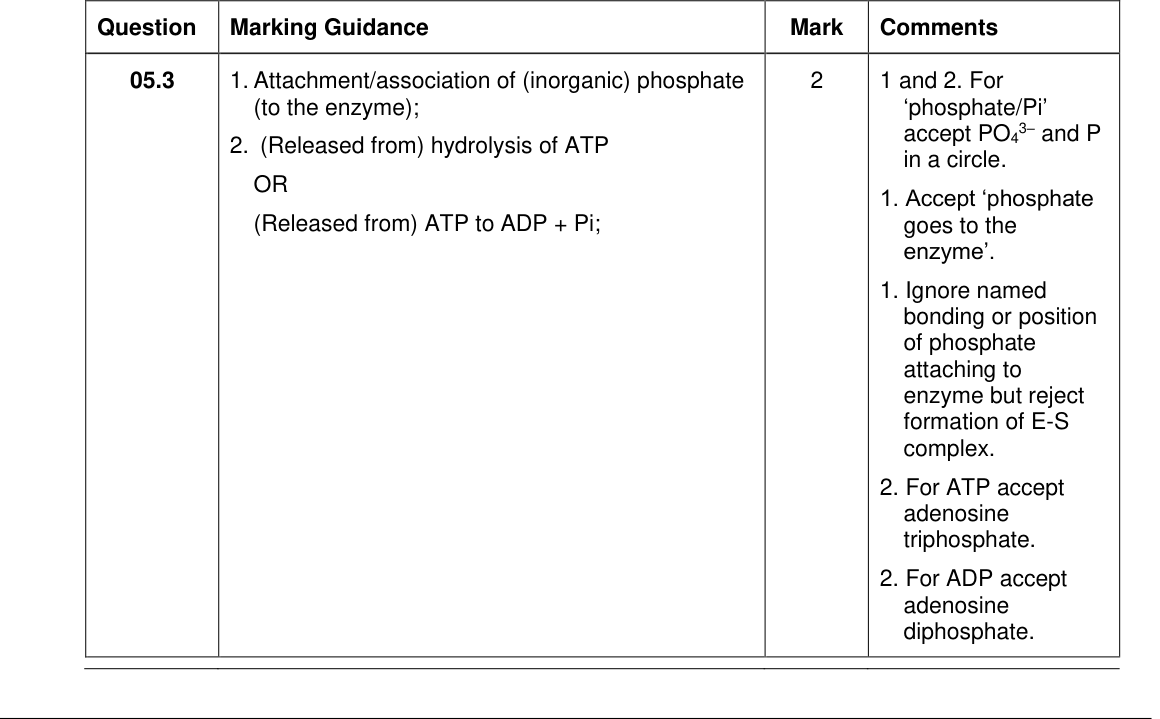 Question Marking Guidance Mark Comments
05.3
1. Attachment/association of (inorganic) phosphate
(to the enzyme);
2. (Released from) hydrolysis of ATP
OR
(Released from) ATP to ADP + Pi;
2
1 and 2. For
‘phosphate/Pi’
accept PO₄³⁻ and P
in a circle.
1. Accept ‘phosphate
goes to the
enzyme’.
1. Ignore named
bonding or position
of phosphate
attaching to
enzyme but reject
formation of E-S
complex.
2. For ATP accept
adenosine
triphosphate.
2. For ADP accept
adenosine
diphosphate.